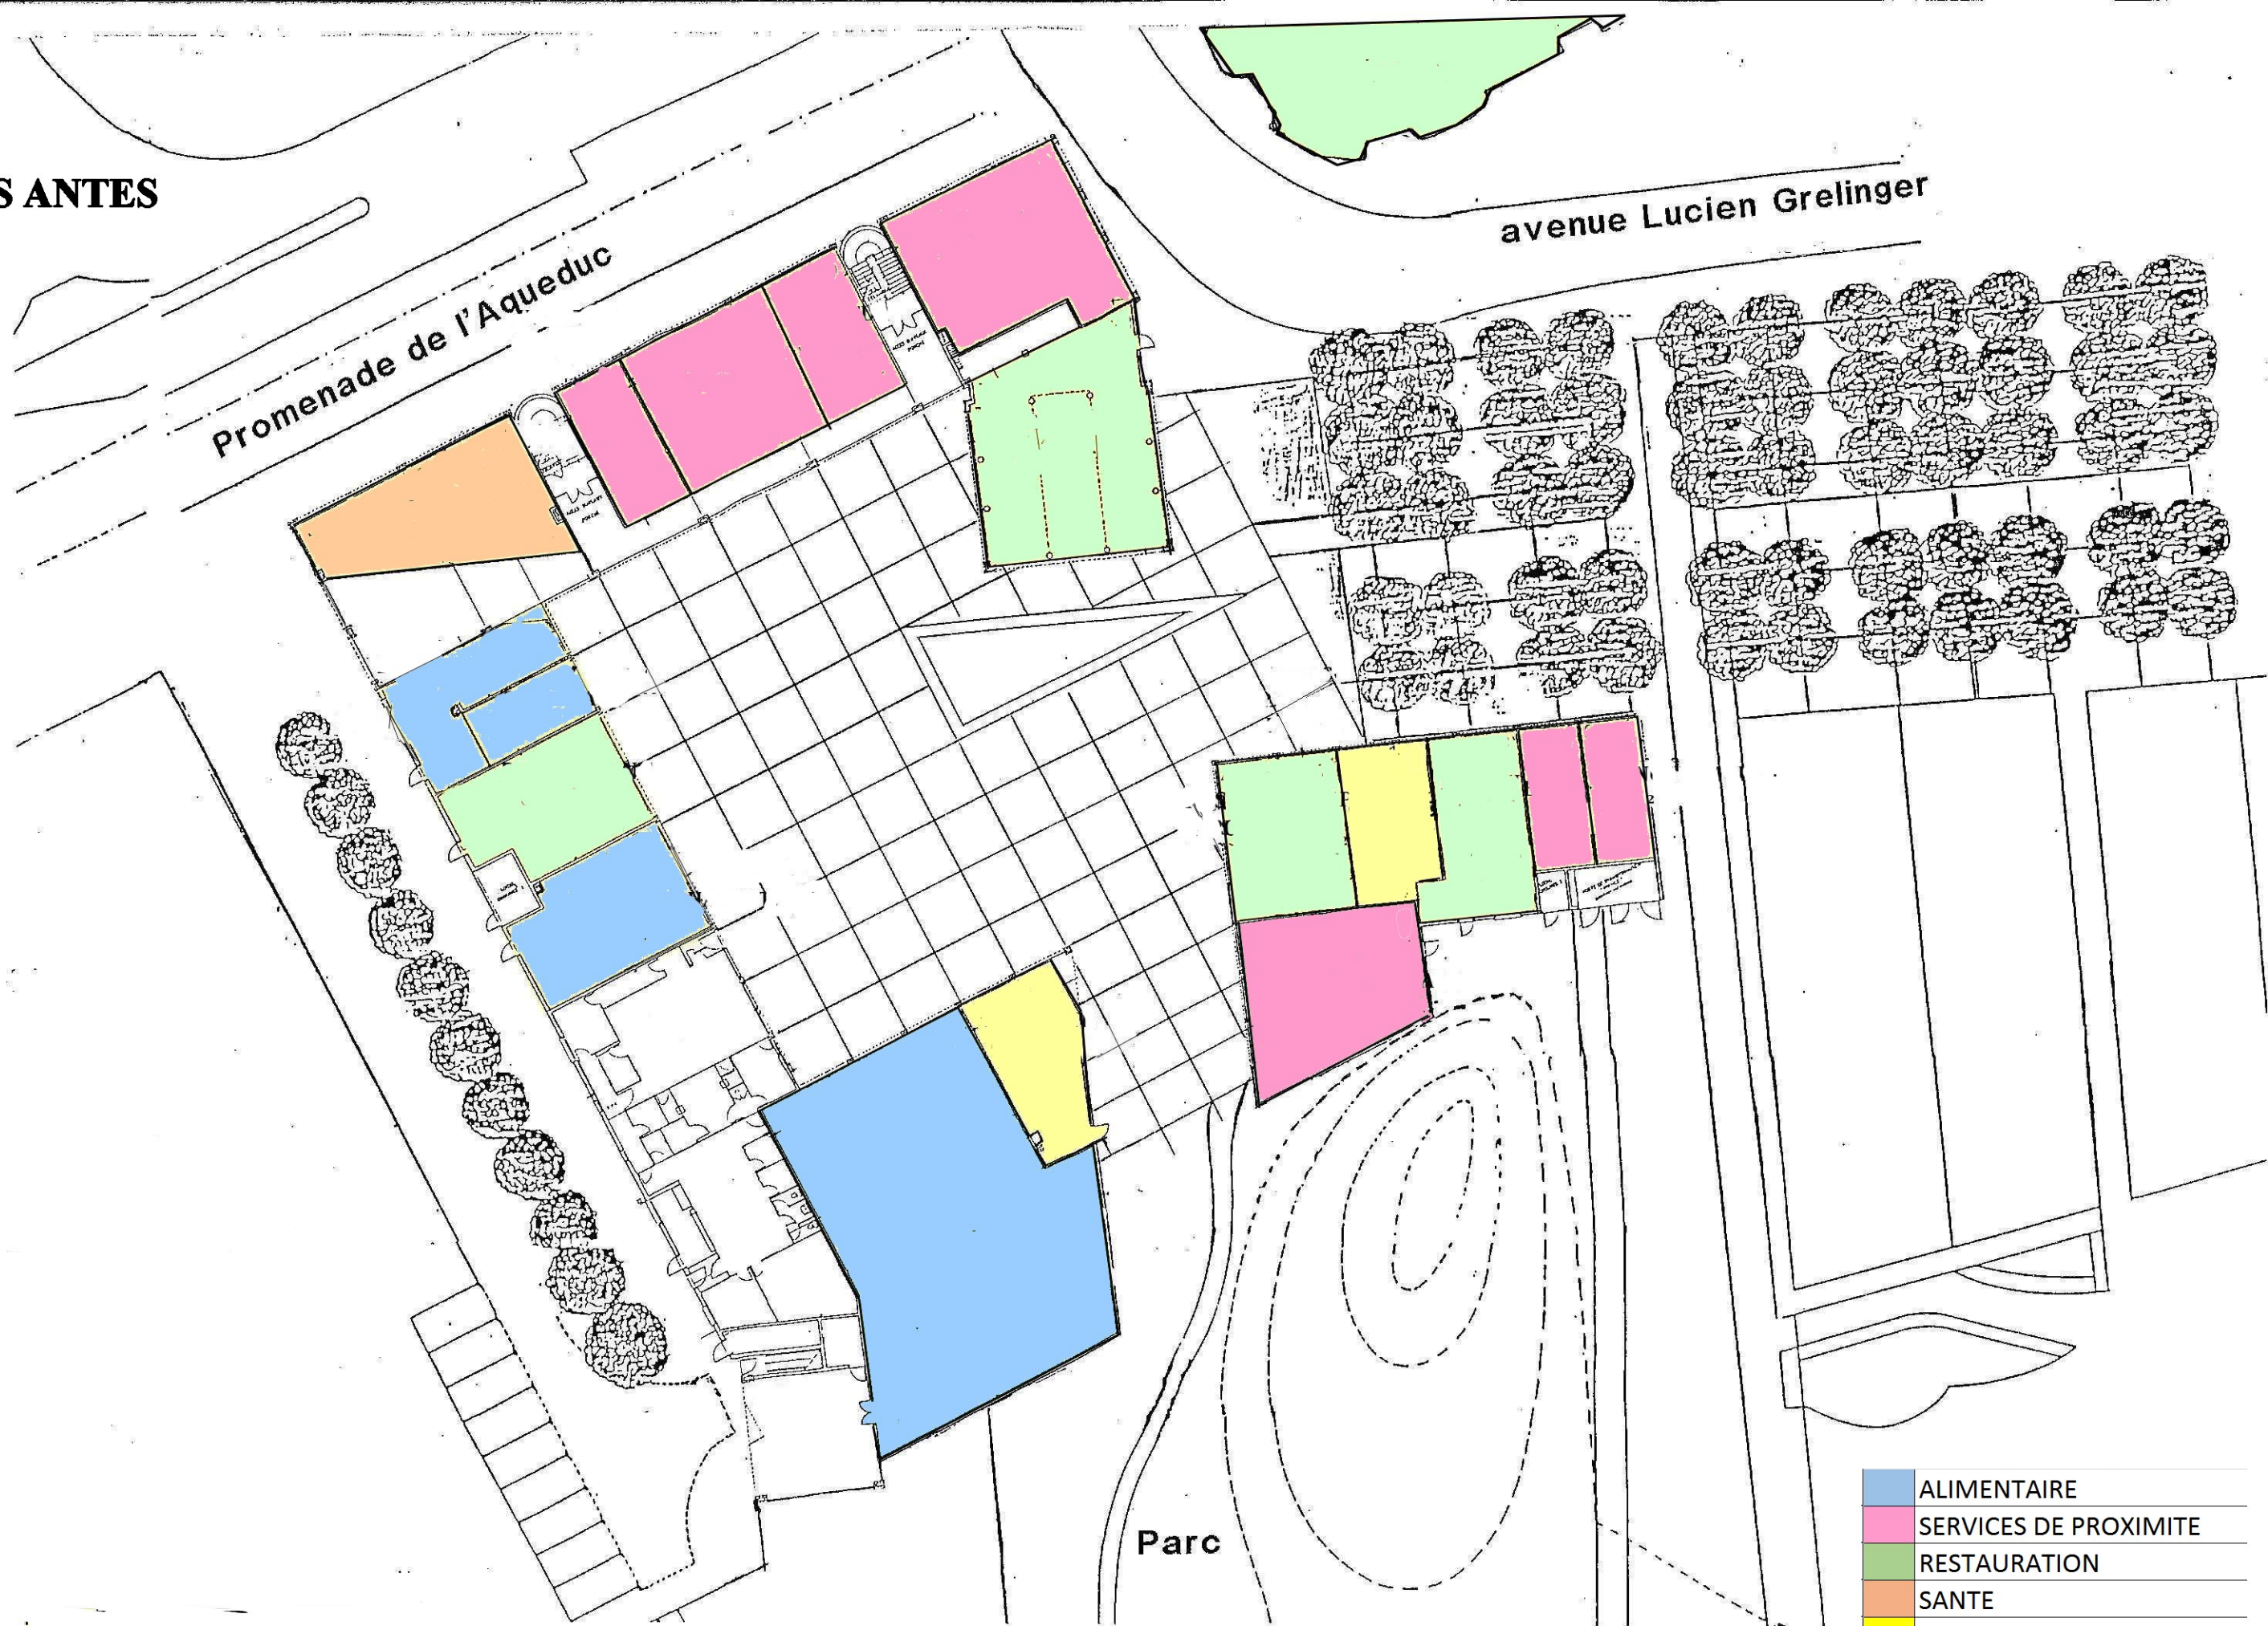 S ANTES
Promenade de l'Aqueduc
avenue Lucien Grelinger
Parc
ALIMENTAIRE
SERVICES DE PROXIMITE
RESTAURATION
SANTE